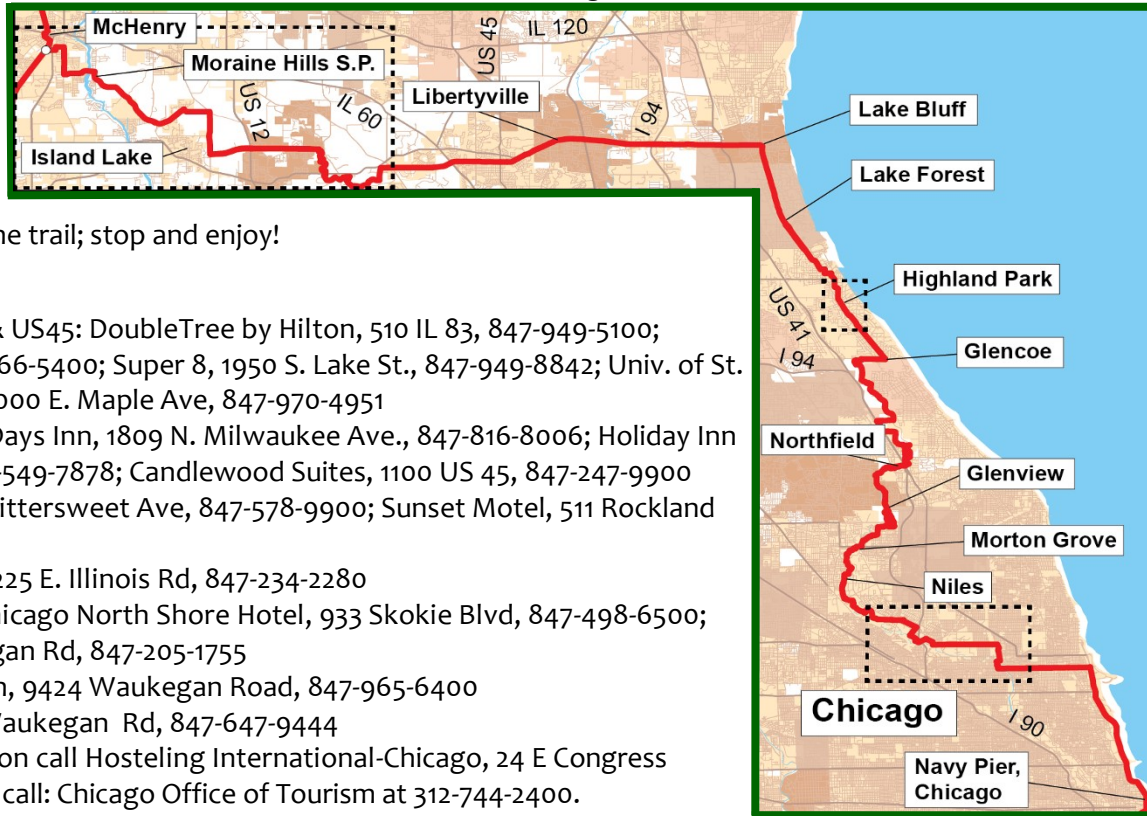 McHenry
Moraine Hills S.P.
Island Lake
US 12
IL 60
US 45
IL 120
Libertyville
I 94
Lake Bluff
Lake Forest
Highland Park
US 41
I 94
Glencoe
Northfield
Glenview
Morton Grove
Niles
Chicago
I 90
Navy Pier,
Chicago
trail; stop and enjoy!
& US45: DoubleTree by Hilton, 510 IL 83, 847-949-5100;
66-5400; Super 8, 1950 S. Lake St., 847-949-8842; Univ. of St.
000 E. Maple Ave, 847-970-4951
Days Inn, 1809 N. Milwaukee Ave., 847-816-8006; Holiday Inn
-549-7878; Candlewood Suites, 1100 US 45, 847-247-9900
ittersweet Ave, 847-578-9900; Sunset Motel, 511 Rockland
225 E. Illinois Rd, 847-234-2280
icago North Shore Hotel, 933 Skokie Blvd, 847-498-6500;
gan Rd, 847-205-1755
n, 9424 Waukegan Road, 847-965-6400
Waukegan Rd, 847-647-9444
on call Hosteling International-Chicago, 24 E Congress
call: Chicago Office of Tourism at 312-744-2400.